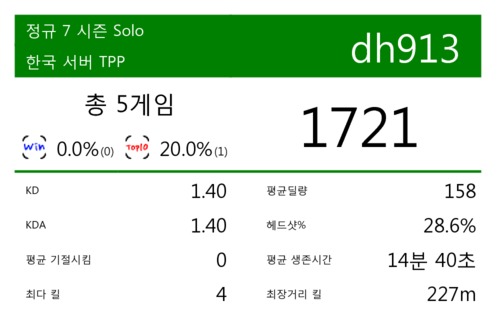 정규 7 시즌 Solo
한국 서버 TPP
dh913
총 5게임
1721
Win 0.0%(0) Top10 20.0%(1)
KD 1.40
평균딜량 158
KDA 1.40
헤드샷% 28.6%
평균 기절시킴 0
평균 생존시간 14분 40초
최다 킬 4
최장거리 킬 227m